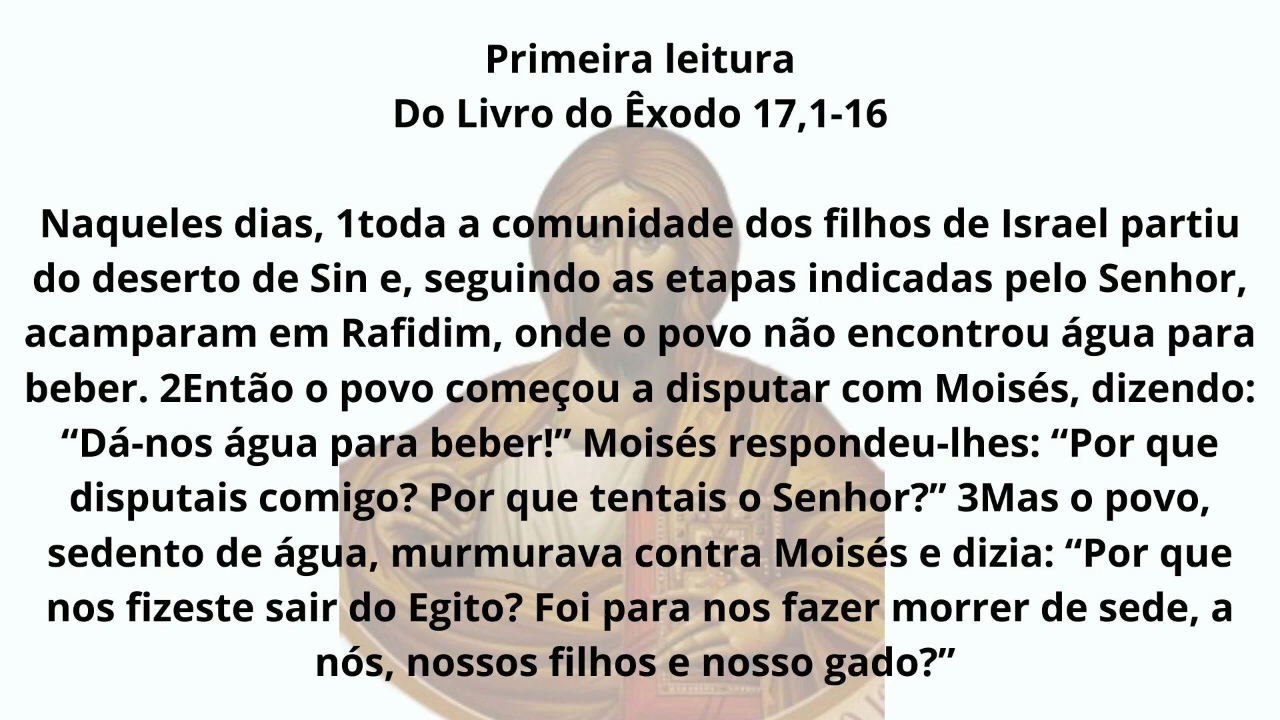 Primeira leitura
Do Livro do Êxodo 17,1-16
Naqueles dias, 1toda a comunidade dos filhos de Israel partiu
do deserto de Sin e, seguindo as etapas indicadas pelo Senhor,
acamparam em Rafidim, onde o povo não encontrou água para
beber. 2Então o povo começou a disputar com Moisés, dizendo:
“Dá-nos água para beber!” Moisés respondeu-lhes: “Por que
disputais comigo? Por que tentais o Senhor?” 3Mas o povo,
sedento de água, murmurava contra Moisés e dizia: “Por que
nos fizeste sair do Egito? Foi para nos fazer morrer de sede, a
nós, nossos filhos e nosso gado?”